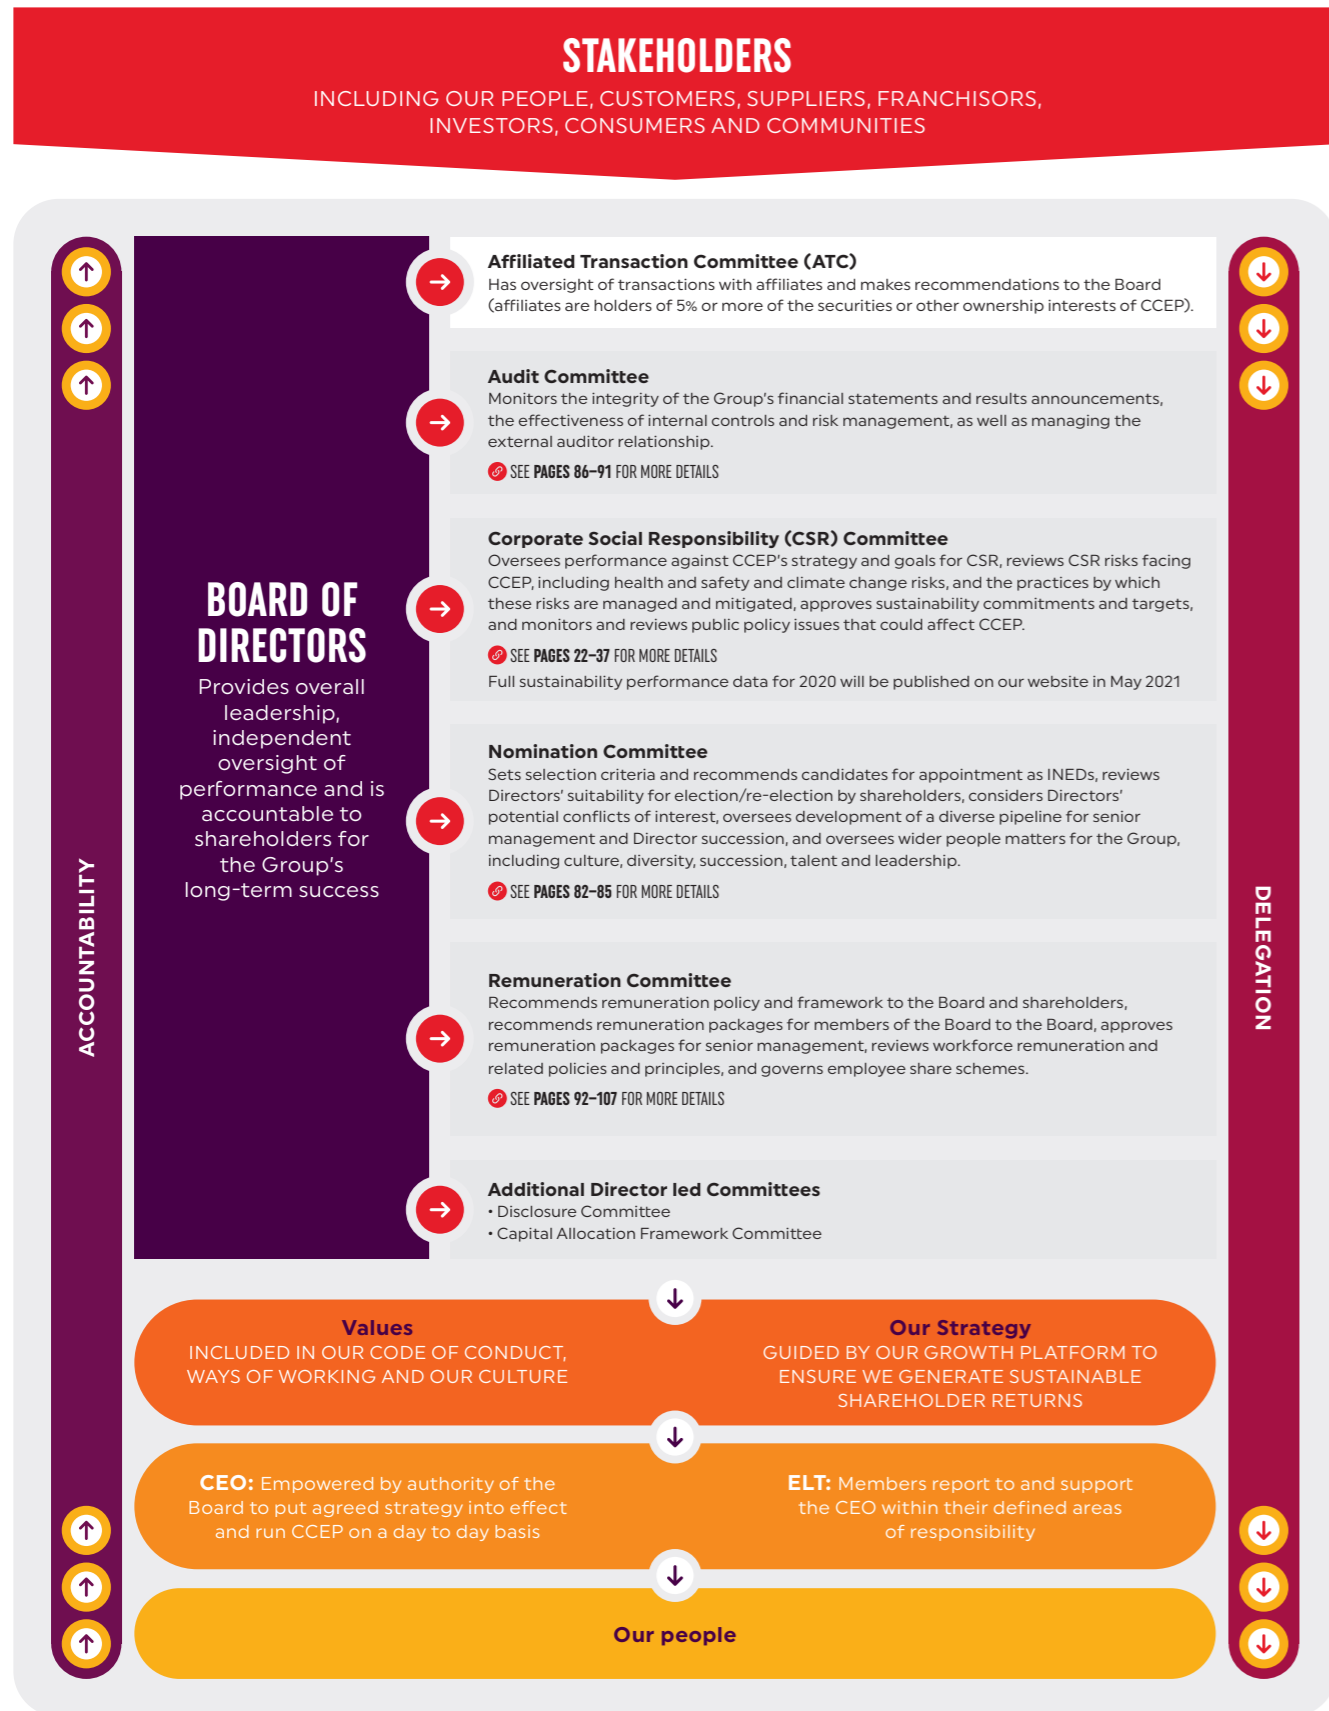 STAKEHOLDERS
INCLUDING OUR PEOPLE, CUSTOMERS, SUPPLIERS, FRANCHISORS,
INVESTORS, CONSUMERS AND COMMUNITIES
ACCOUNTABILITY
BOARD OF
DIRECTORS
Provides overall
leadership,
independent
oversight of
performance and is
accountable to
shareholders for
the Group's
long-term success
Affiliated Transaction Committee (ATC)
Has oversight of transactions with affiliates and makes recommendations to the Board
(affiliates are holders of 5% or more of the securities or other ownership interests of CCEP).
Audit Committee
Monitors the integrity of the Group's financial statements and results announcements,
the effectiveness of internal controls and risk management, as well as managing the
external auditor relationship.
SEE PAGES 86–91 FOR MORE DETAILS
Corporate Social Responsibility (CSR) Committee
Oversees performance against CCEP's strategy and goals for CSR, reviews CSR risks facing
CCEP, including health and safety and climate change risks, and the practices by which
these risks are managed and mitigated, approves sustainability commitments and targets,
and monitors and reviews public policy issues that could affect CCEP.
SEE PAGES 22–37 FOR MORE DETAILS
Full sustainability performance data for 2020 will be published on our website in May 2021
Nomination Committee
Sets selection criteria and recommends candidates for appointment as INEDs, reviews
Directors' suitability for election/re-election by shareholders, considers Directors'
potential conflicts of interest, oversees development of a diverse pipeline for senior
management and Director succession, and oversees wider people matters for the Group,
including culture, diversity, succession, talent and leadership.
SEE PAGES 82–85 FOR MORE DETAILS
Remuneration Committee
Recommends remuneration policy and framework to the Board and shareholders,
recommends remuneration packages for members of the Board to the Board, approves
remuneration packages for senior management, reviews workforce remuneration and
related policies and principles, and governs employee share schemes.
SEE PAGES 92–107 FOR MORE DETAILS
Additional Director led Committees
• Disclosure Committee
• Capital Allocation Framework Committee
DELEGATION
Values
INCLUDED IN OUR CODE OF CONDUCT,
WAYS OF WORKING AND OUR CULTURE
Our Strategy
GUIDED BY OUR GROWTH PLATFORM TO
ENSURE WE GENERATE SUSTAINABLE
SHAREHOLDER RETURNS
CEO: Empowered by authority of the
Board to put agreed strategy into effect
and run CCEP on a day to day basis
ELT: Members report to and support
the CEO within their defined areas
of responsibility
Our people